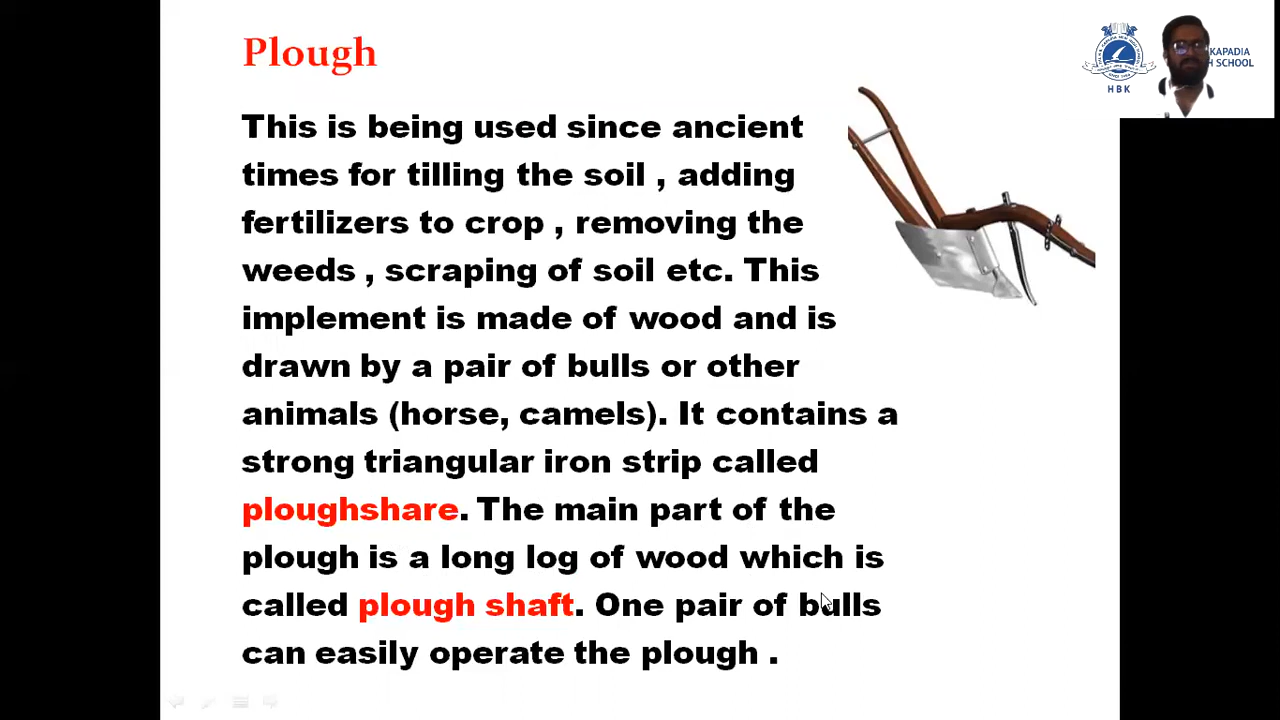 Plough
KAPADIA
H SCHOOL
HBK
This is being used since ancient
times for tilling the soil , adding
fertilizers to crop , removing the
weeds , scraping of soil etc. This
implement is made of wood and is
drawn by a pair of bulls or other
animals (horse, camels). It contains a
strong triangular iron strip called
ploughshare. The main part of the
plough is a long log of wood which is
called plough shaft. One pair of bulls
can easily operate the plough .